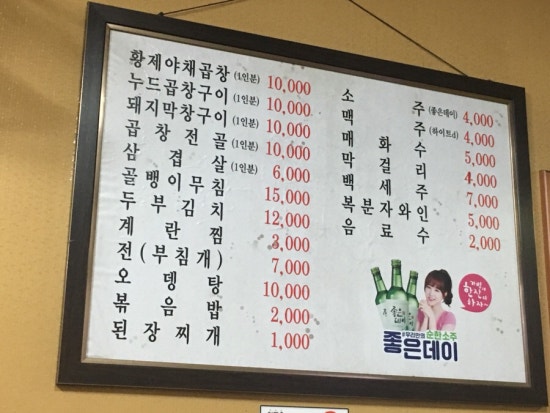 황제야채곱창(1인분) 10,000
누드곱창구이(1인분) 10,000
돼지막창구이(1인분) 10,000
곱창전골(1인분) 10,000
삼겹살(1인분) 6,000
골뱅이무침 15,000
두부김치 12,000
계란찜 3,000
전(부침개) 7,000
오뎅탕 10,000
볶음밥 2,000
된장찌개 1,000
소주(좋은데이) 4,000
맥주(하이트d) 4,000
매화수 5,000
막걸리 4,000
백세주 7,000
복분자와인 5,000
음료수 2,000
하자~
순한소주
좋은데이